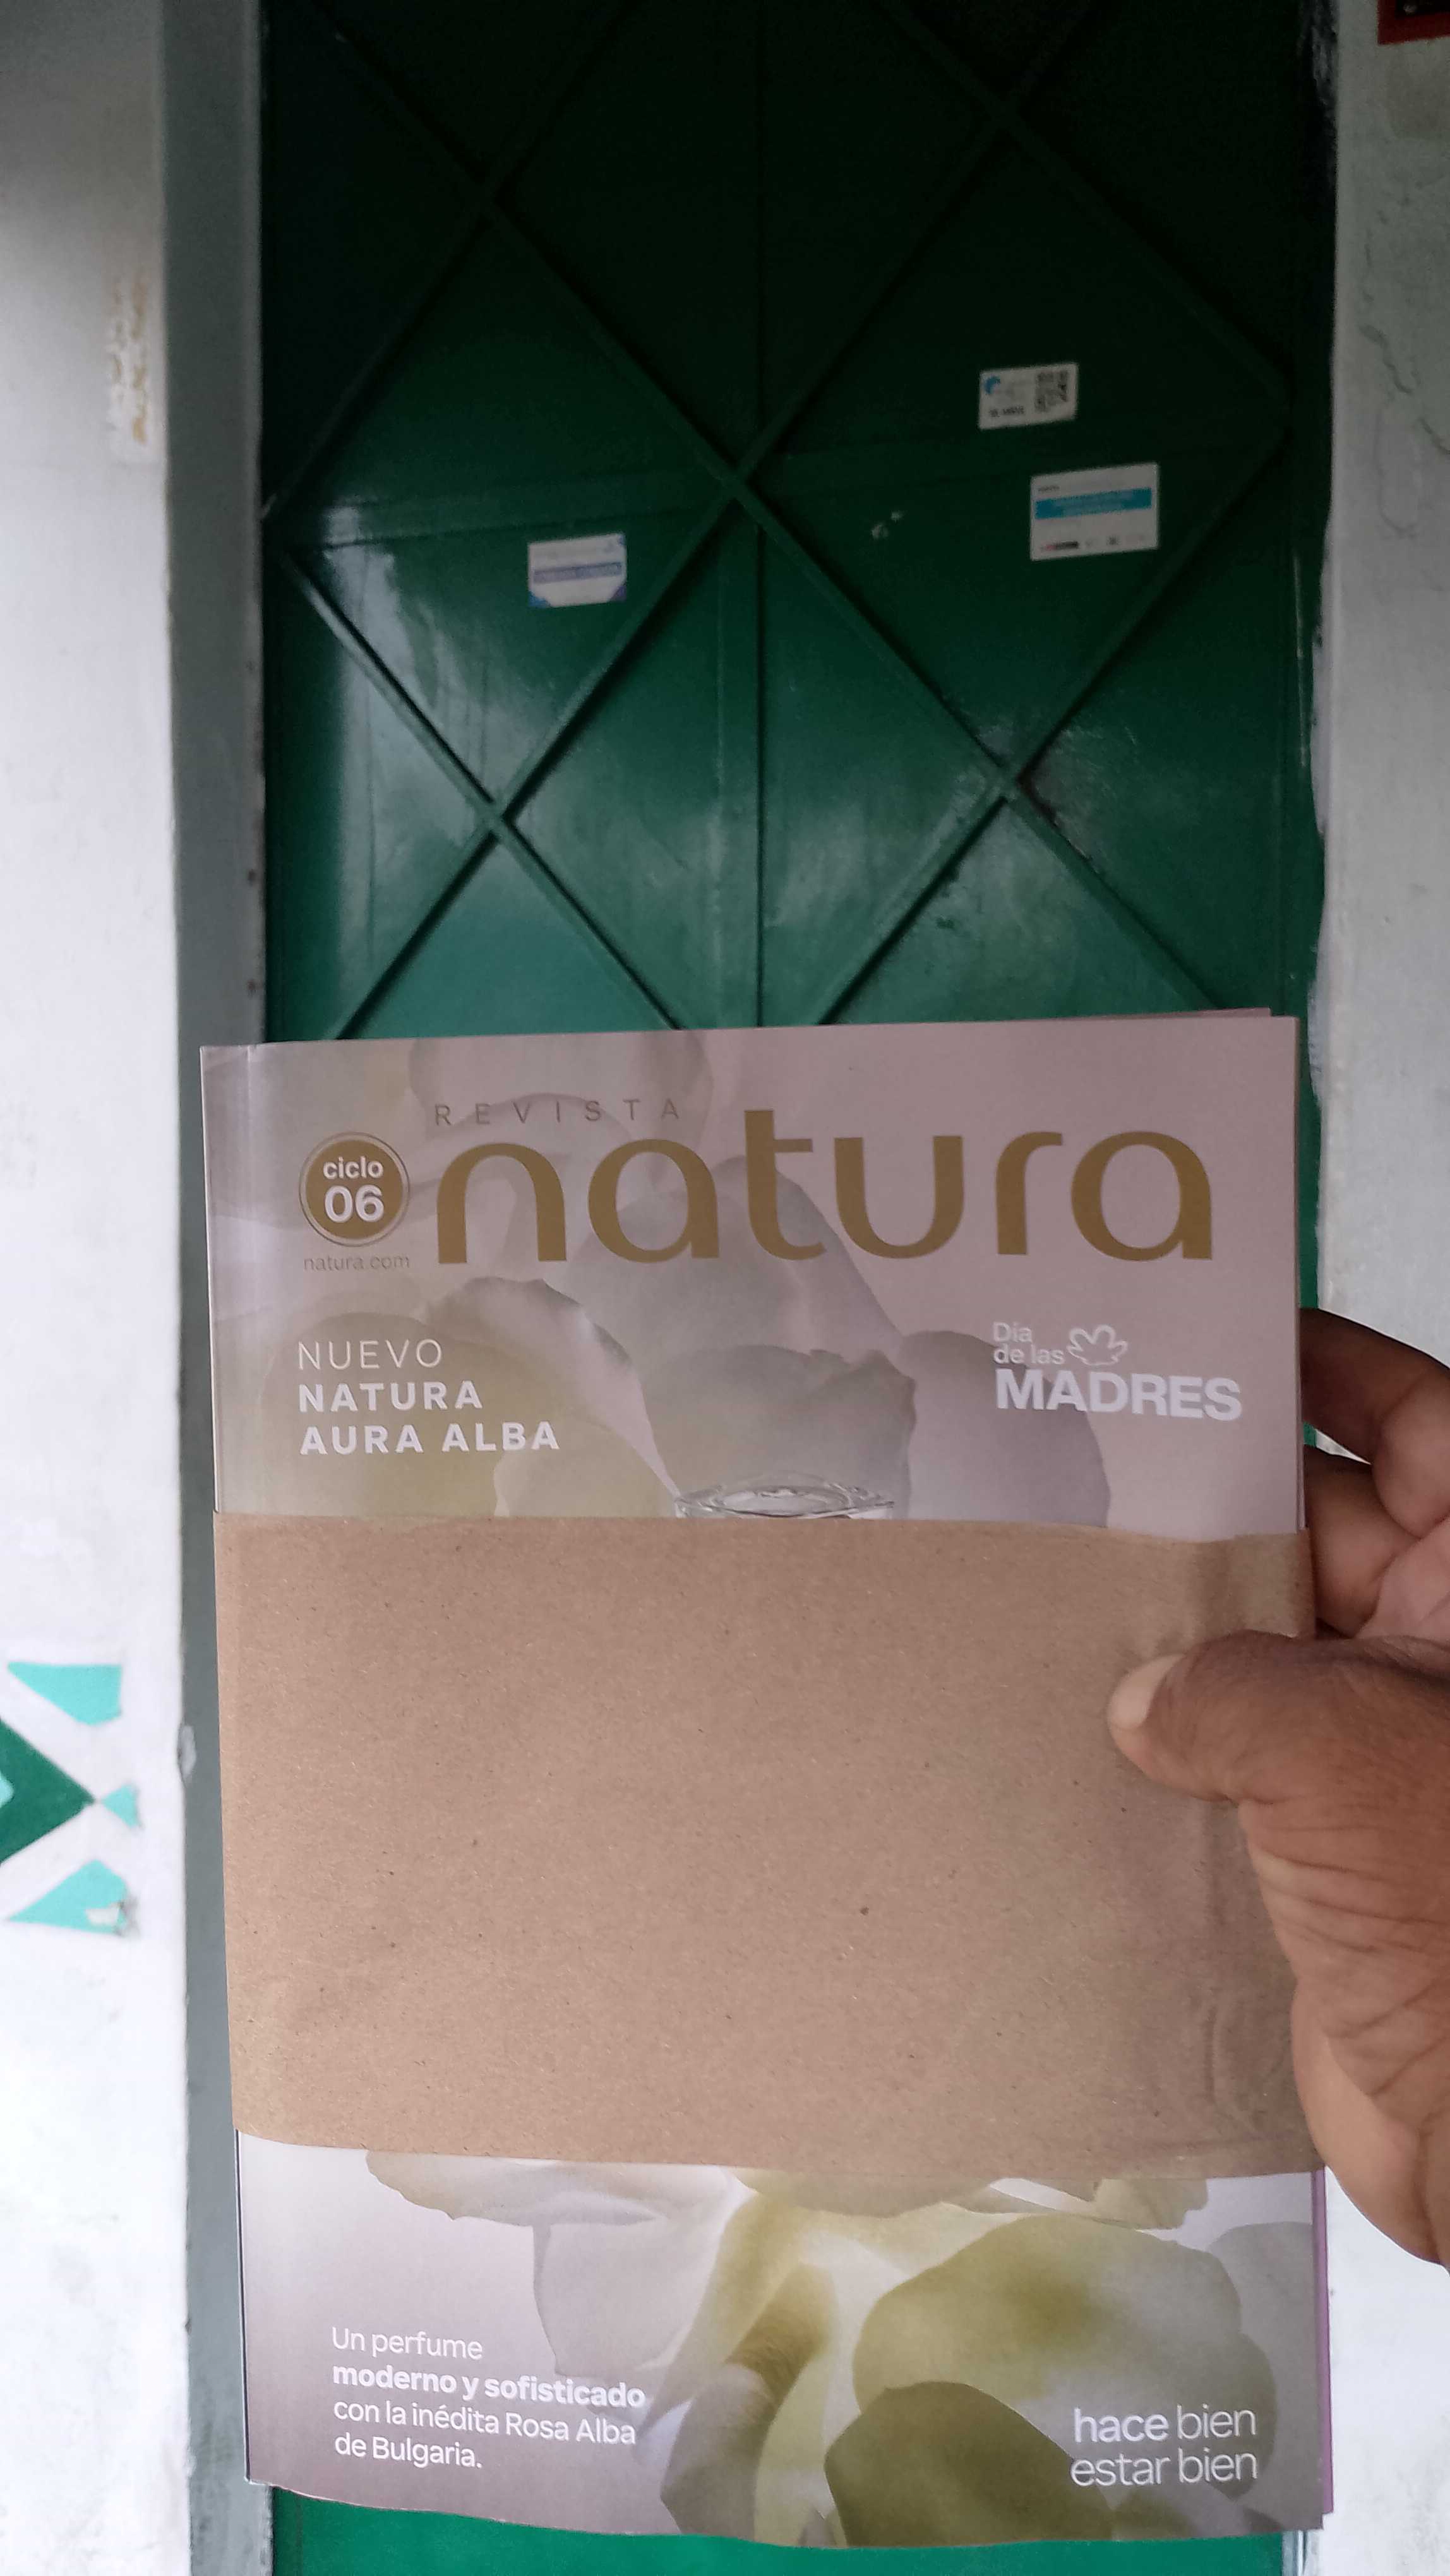 REVISTA
natura
ciclo
06
natura.com
NUEVO
NATURA
AURA ALBA
Día
de las
MADRES
Un perfume
moderno y sofisticado
con la inédita Rosa Alba
de Bulgaria.
hace bien
estar bien